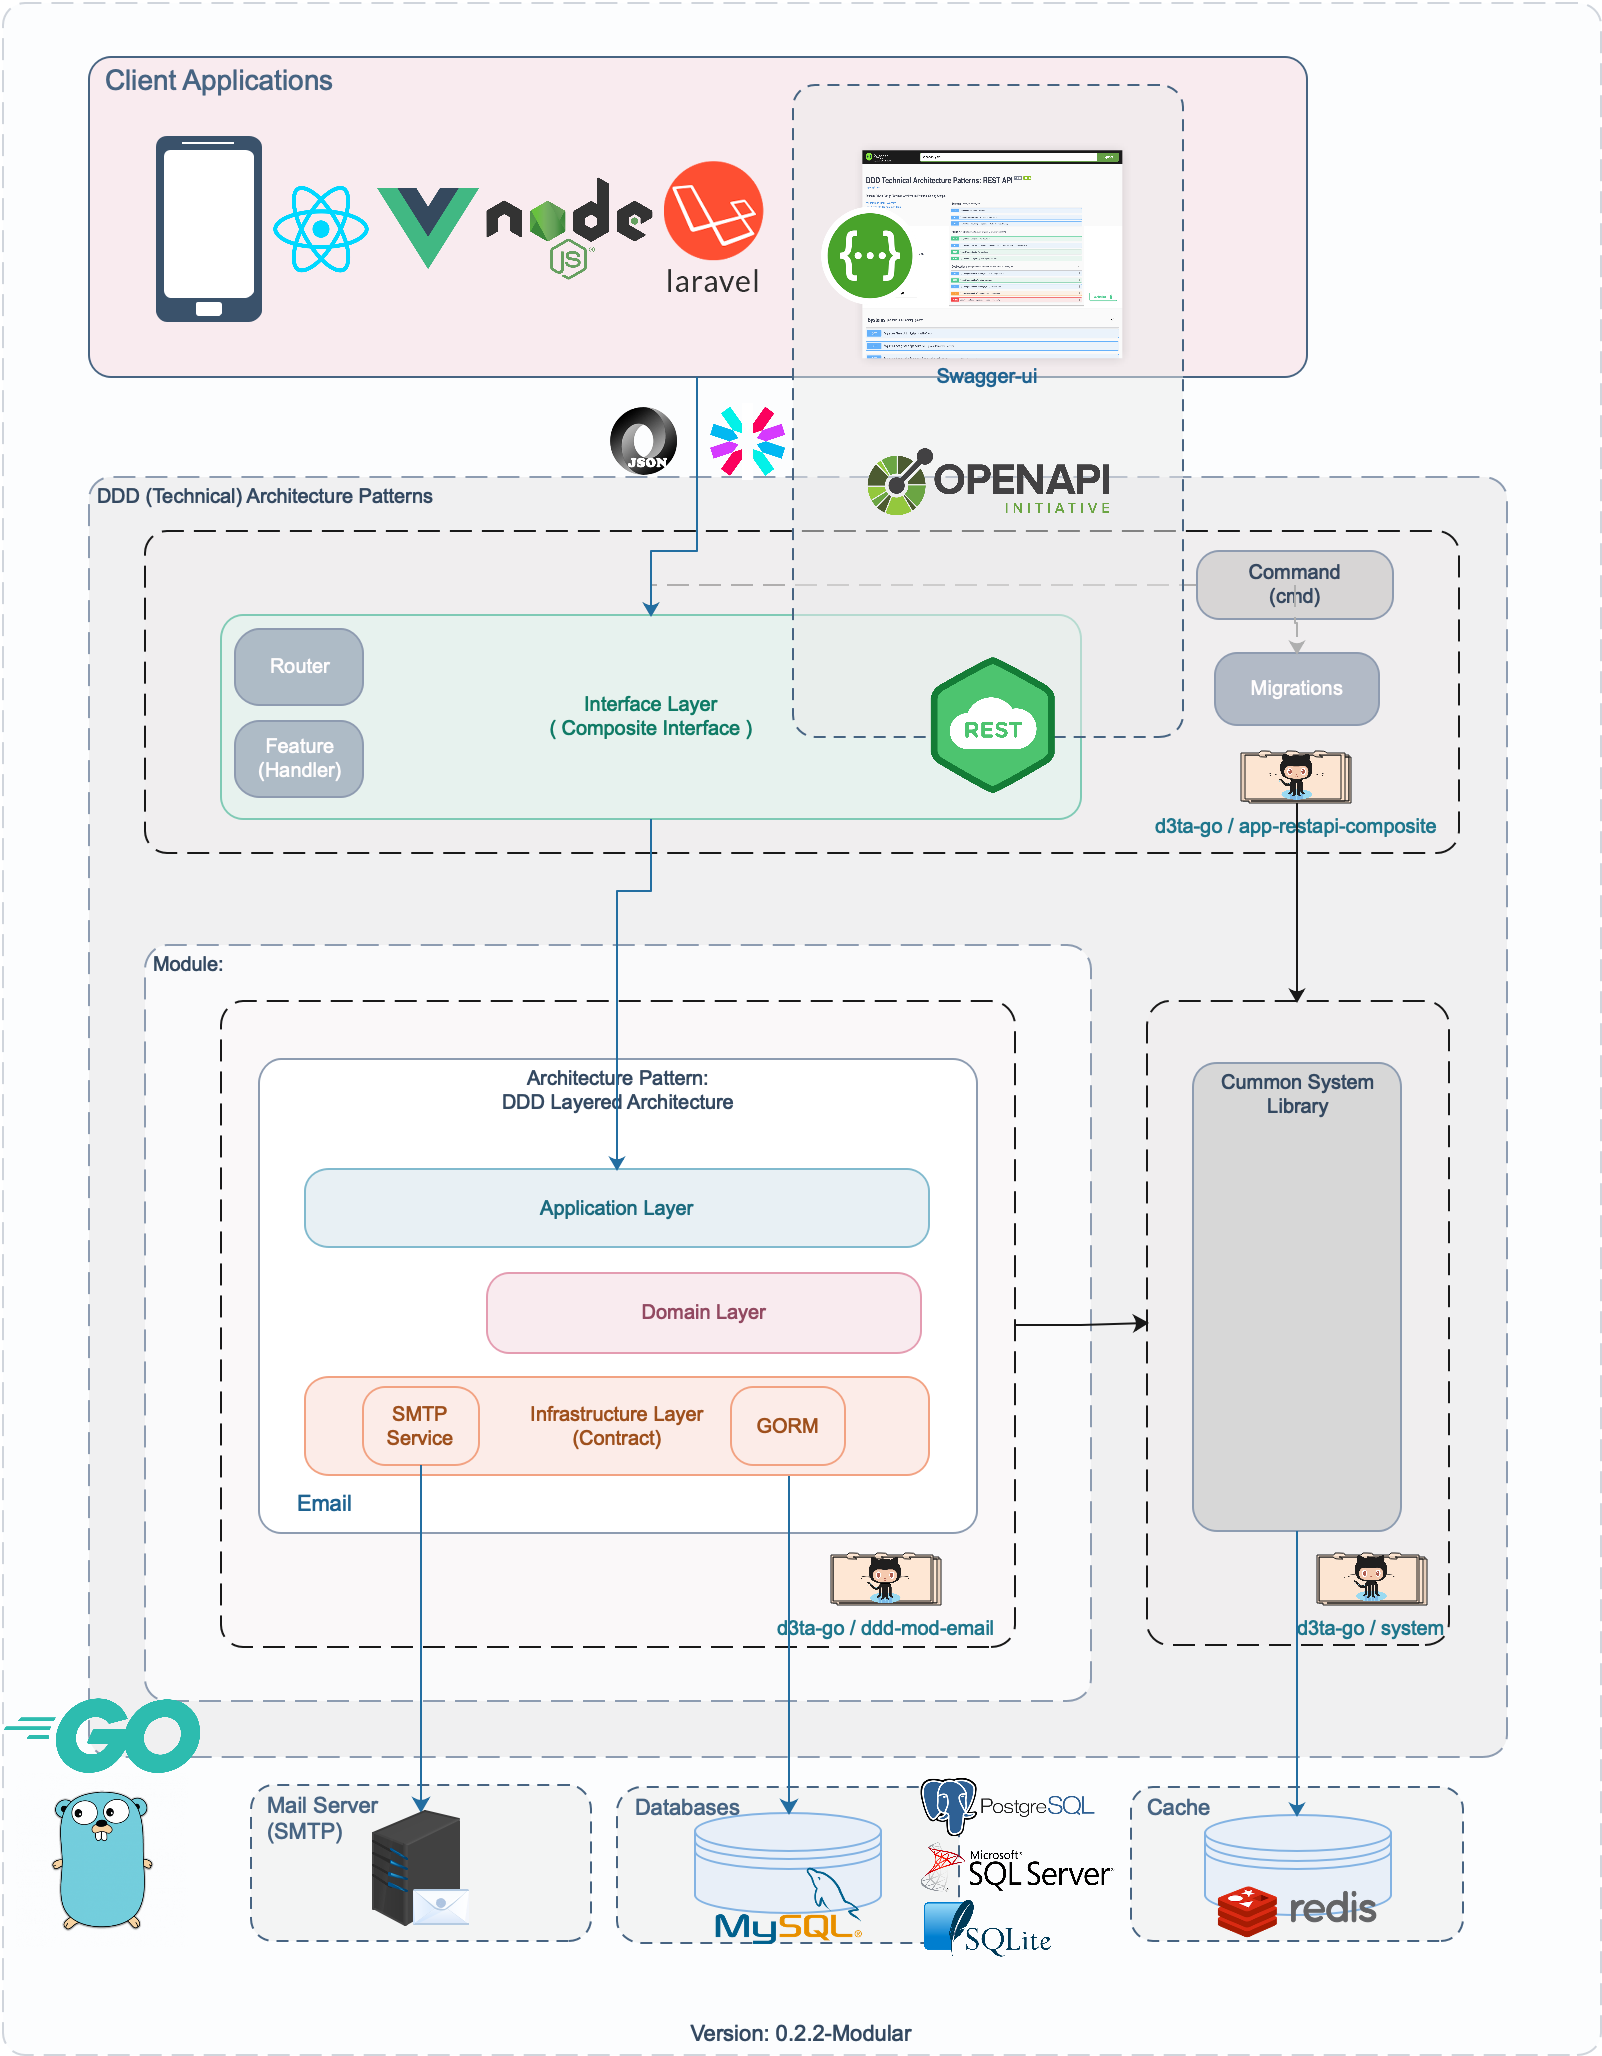 Client Applications
node
JS
laravel
DDD Technical Architecture Patterns: REST API
{...}
Swagger-ui
JSON
OPENAPI
INITIATIVE
DDD (Technical) Architecture Patterns
Command
(cmd)
Router
Interface Layer
( Composite Interface )
REST
Migrations
Feature
(Handler)
d3ta-go / app-restapi-composite
Module:
Architecture Pattern:
DDD Layered Architecture
Cummon System
Library
Application Layer
Domain Layer
SMTP
Service
Infrastructure Layer
(Contract)
GORM
Email
d3ta-go / ddd-mod-email
d3ta-go / system
GO
Mail Server
(SMTP)
Databases
PostgreSQL
Microsoft
SQL Server
MySQL
SQLite
Cache
redis
Version: 0.2.2-Modular